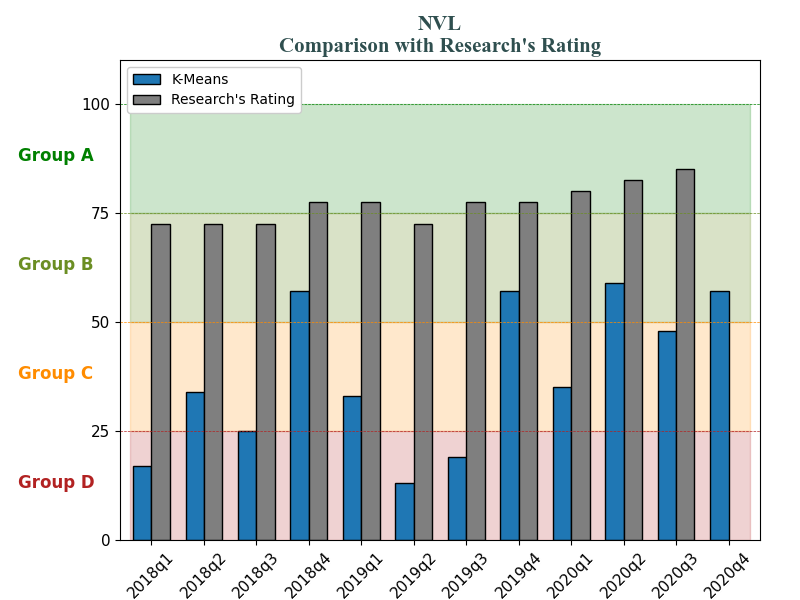 NVL
Comparison with Research's Rating
K-Means
Research's Rating
100
Group A
75
Group B
50
Group C
25
Group D
0
2018q1
2018q2
2018q3
2018q4
2019q1
2019q2
2019q3
2019q4
2020q1
2020q2
2020q3
2020q4